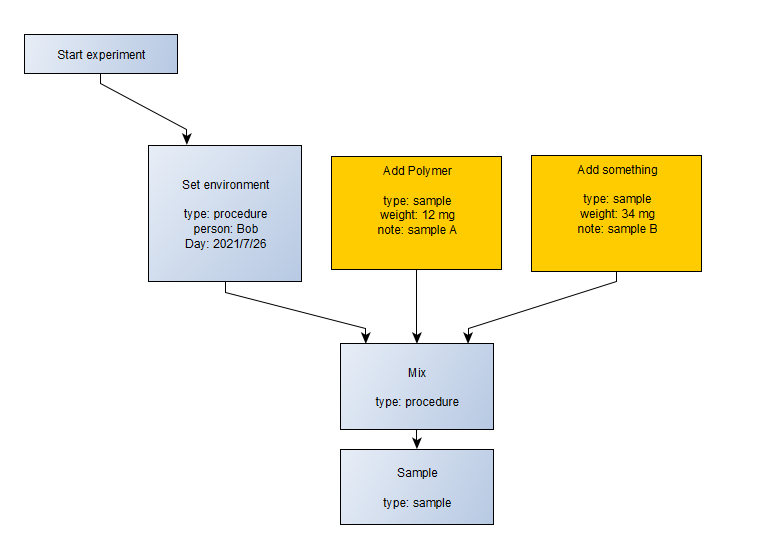 Start experiment
Set environment
type: procedure
person: Bob
Day: 2021/7/26
Add Polymer
type: sample
weight: 12 mg
note: sample A
Add something
type: sample
weight: 34 mg
note: sample B
Mix
type: procedure
Sample
type: sample